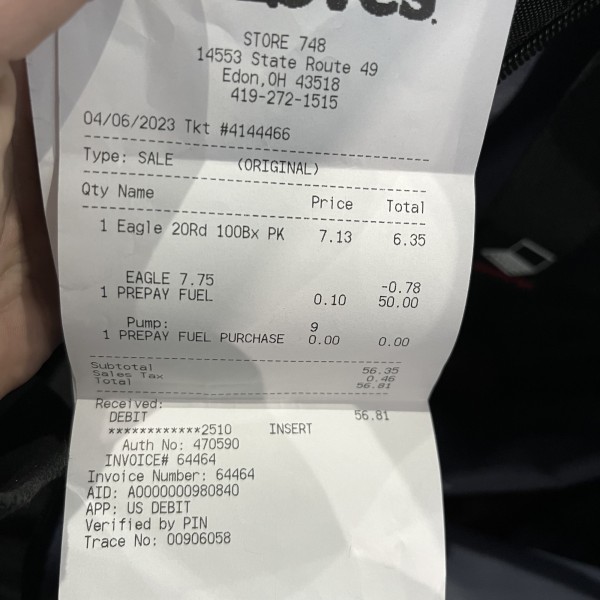 STORE 748
14553 State Route 49
Edon,OH 43518
419-272-1515
04/06/2023 Tkt #4144466
Type: SALE (ORIGINAL)
Qty Name Price Total
1 Eagle 20Rd 100Bx PK 7.13 6.35
EAGLE 7.75 -0.78
1 PREPAY FUEL 0.10 50.00
Pump: 9
1 PREPAY FUEL PURCHASE 0.00 0.00
Subtotal 56.35
Sales Tax 0.46
Total 56.81
Received:
DEBIT 56.81
************2510 INSERT
Auth No: 470590
INVOICE# 64464
Invoice Number: 64464
AID: A0000000980840
APP: US DEBIT
Verified by PIN
Trace No: 00906058